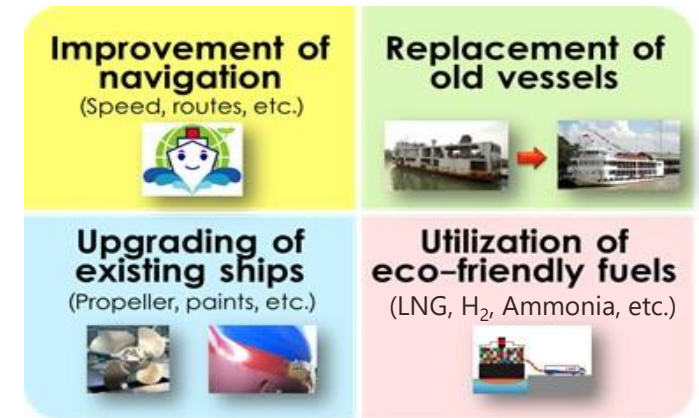 Improvement of
navigation
(Speed, routes, etc.)
Replacement of
old vessels
Upgrading of
existing ships
(Propeller, paints, etc.)
Utilization of
eco-friendly fuels
(LNG, H₂, Ammonia, etc.)